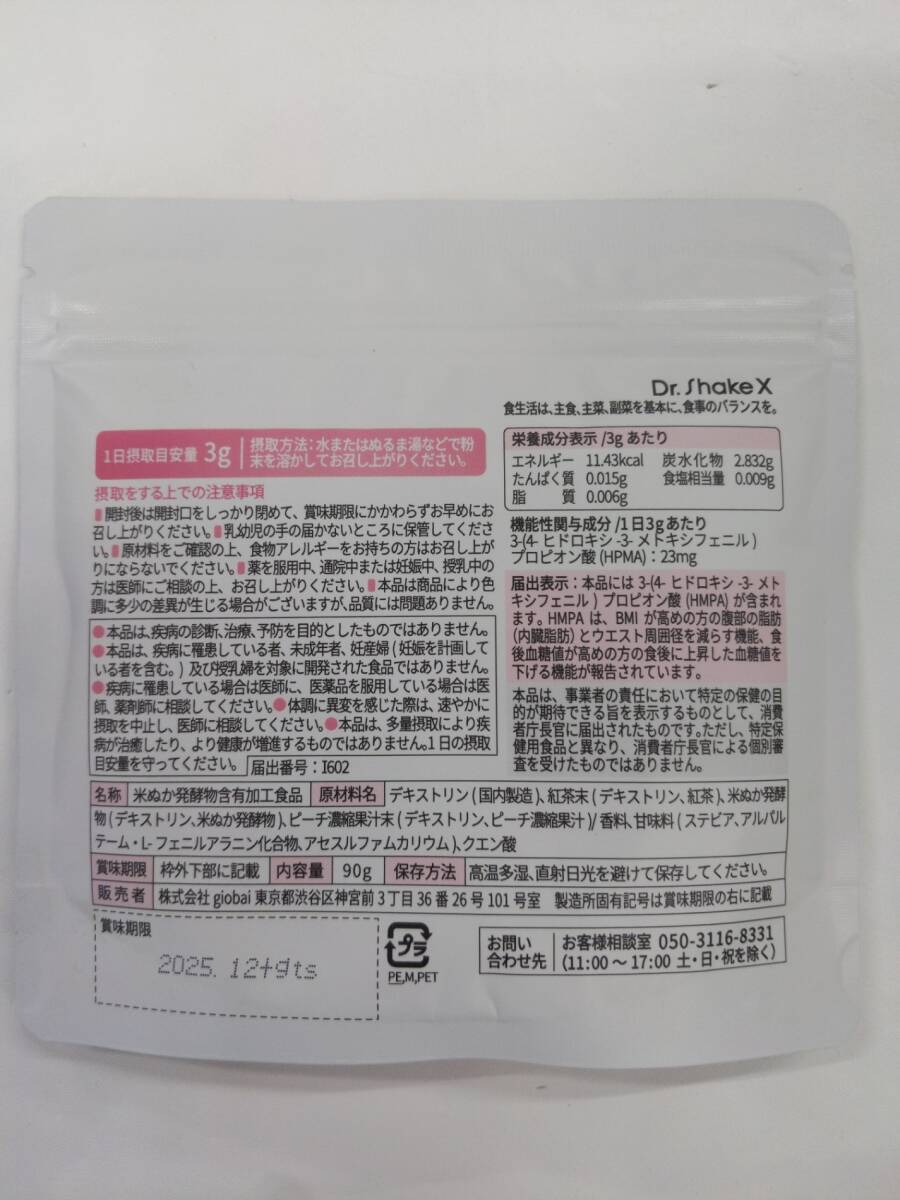 Dr.ShakeX
食生活は、主食、主菜、副菜を基本に、食事のバランスを。
1日摂取目安量 3g 摂取方法：水またはぬるま湯などで粉
末を溶かしてお召し上がりください。
摂取をする上での注意事項
開封後は開封口をしっかり閉めて、賞味期限にかかわらずお早めにお
召し上がりください。乳幼児の手の届かないところに保管してくださ
い。原材料をご確認の上、食物アレルギーをお持ちの方はお召し上が
りにならないでください。薬を服用中、通院中または妊娠中、授乳中の
方は医師にご相談の上、お召し上がりください。本品は商品により色
調に多少の差異が生じる場合がございますが、品質には問題ありません。
●本品は、疾病の診断、治療、予防を目的としたものではありません。
●本品は、疾病に罹患している者、未成年者、妊産婦(妊娠を計画して
いる者を含む。)及び授乳婦を対象に開発された食品ではありません。
●疾病に罹患している場合は医師に、医薬品を服用している場合は医
師、薬剤師に相談してください。●体調に異変を感じた際は、速やかに
摂取を中止し、医師に相談してください。●本品は、多量摂取により疾
病が治癒したり、より健康が増進するものではありません。1日の摂取
目安量を守ってください。
届出番号：I602
栄養成分表示 /3gあたり
エネルギー 11.43kcal 炭水化物 2.832g
たんぱく質 0.015g 食塩相当量 0.009g
脂 質 0.006g
機能性関与成分/1日3gあたり
3-(4-ヒドロキシ-3-メトキシフェニル)
プロピオン酸(HPMA)：23mg
届出表示：本品には3-(4-ヒドロキシ-3-メト
キシフェニル)プロピオン酸(HMPA)が含まれ
ます。HMPAは、BMIが高めの方の腹部の脂肪
(内臓脂肪)とウエスト周囲径を減らす機能、食
後血糖値が高めの方の食後に上昇した血糖値を
下げる機能が報告されています。
本品は、事業者の責任において特定の保健の目
的が期待できる旨を表示するものとして、消費
者庁長官に届出されたものです。ただし、特定保
健用食品と異なり、消費者庁長官による個別審
査を受けたものではありません。
名称 米ぬか発酵物含有加工食品 原材料名 デキストリン(国内製造)、紅茶末(デキストリン、紅茶)、米ぬか発酵
物(デキストリン、米ぬか発酵物)、ピーチ濃縮果汁末(デキストリン、ピーチ濃縮果汁)/香料、甘味料(ステビア、アルパル
テーム・L-フェニルアラニン化合物、アセスルファムカリウム)、クエン酸
賞味期限 枠外下部に記載 内容量 90g 保存方法 高温多湿、直射日光を避けて保存してください。
販売者 株式会社giobai 東京都渋谷区神宮前3丁目36番26号101号室 製造所固有記号は賞味期限の右に記載
賞味期限
2025. 12+gts
プラ
PE,M,PET
お問い
合わせ先
お客様相談室 050-3116-8331
(11:00～17:00 土・日・祝を除く)